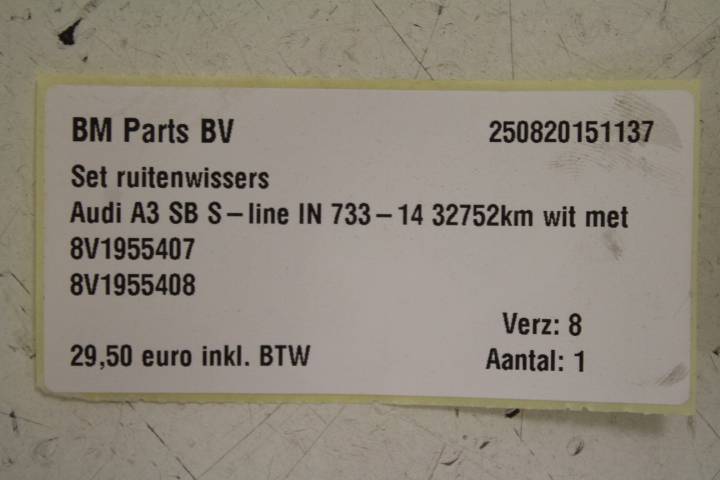 BM Parts BV 250820151137
Set ruitenwissers
Audi A3 SB S-line IN 733-14 32752km wit met
8V1955407
8V1955408
Verz: 8
29,50 euro inkl. BTW Aantal: 1